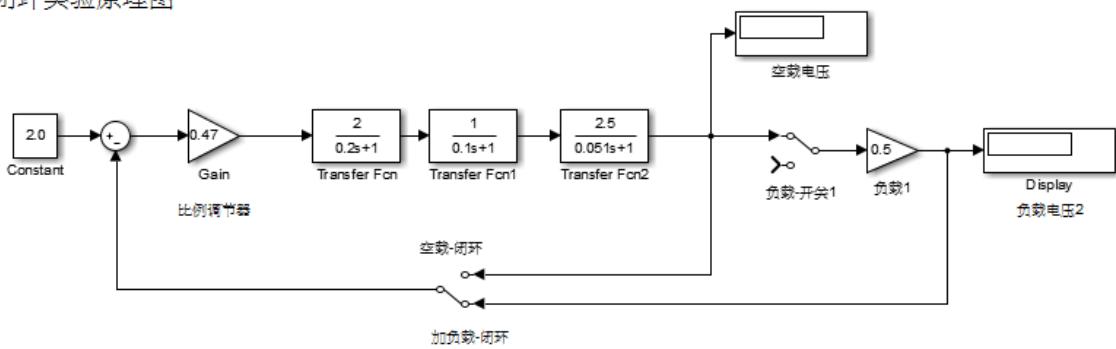 闭环实验原理图
空载电压
2.0
+
-
0.47
2
0.2s+1
1
0.1s+1
2.5
0.051s+1
0.5
Constant
Gain
Transfer Fcn
Transfer Fcn1
Transfer Fcn2
负载-开关1
负载1
Display
比例调节器
负载电压2
空载-闭环
加负载-闭环